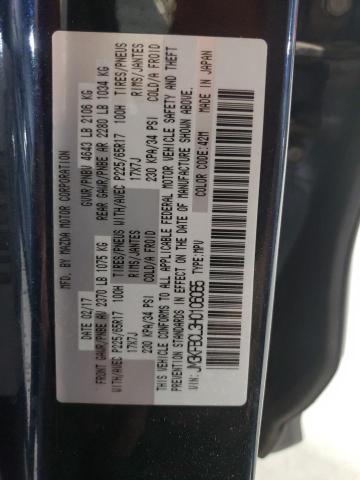 MFD. BY MAZDA MOTOR CORPORATION
DATE: 02/17 GVWR/PNBV 4643 LB 2106 KG
FRONT GAWR/PNBE AV 2370 LB 1075 KG REAR GAWR/PNBE AR 2280 LB 1034 KG
WITH/AVEC P225/65R17 100H TIRES/PNEUS WITH/AVEC P225/65R17 100H TIRES/PNEUS
17X7J RIMS/JANTES 17X7J RIMS/JANTES
230 KPA/34 PSI COLD/A FROID 230 KPA/34 PSI COLD/A FROID
THIS VEHICLE CONFORMS TO ALL APPLICABLE FEDERAL MOTOR VEHICLE SAFETY AND
THEFT PREVENTION STANDARDS IN EFFECT ON THE DATE OF MANUFACTURE SHOWN ABOVE.
TYPE: MPV COLOR CODE: 42M MADE IN JAPAN
VIN: JM3KFBCL3H0106065